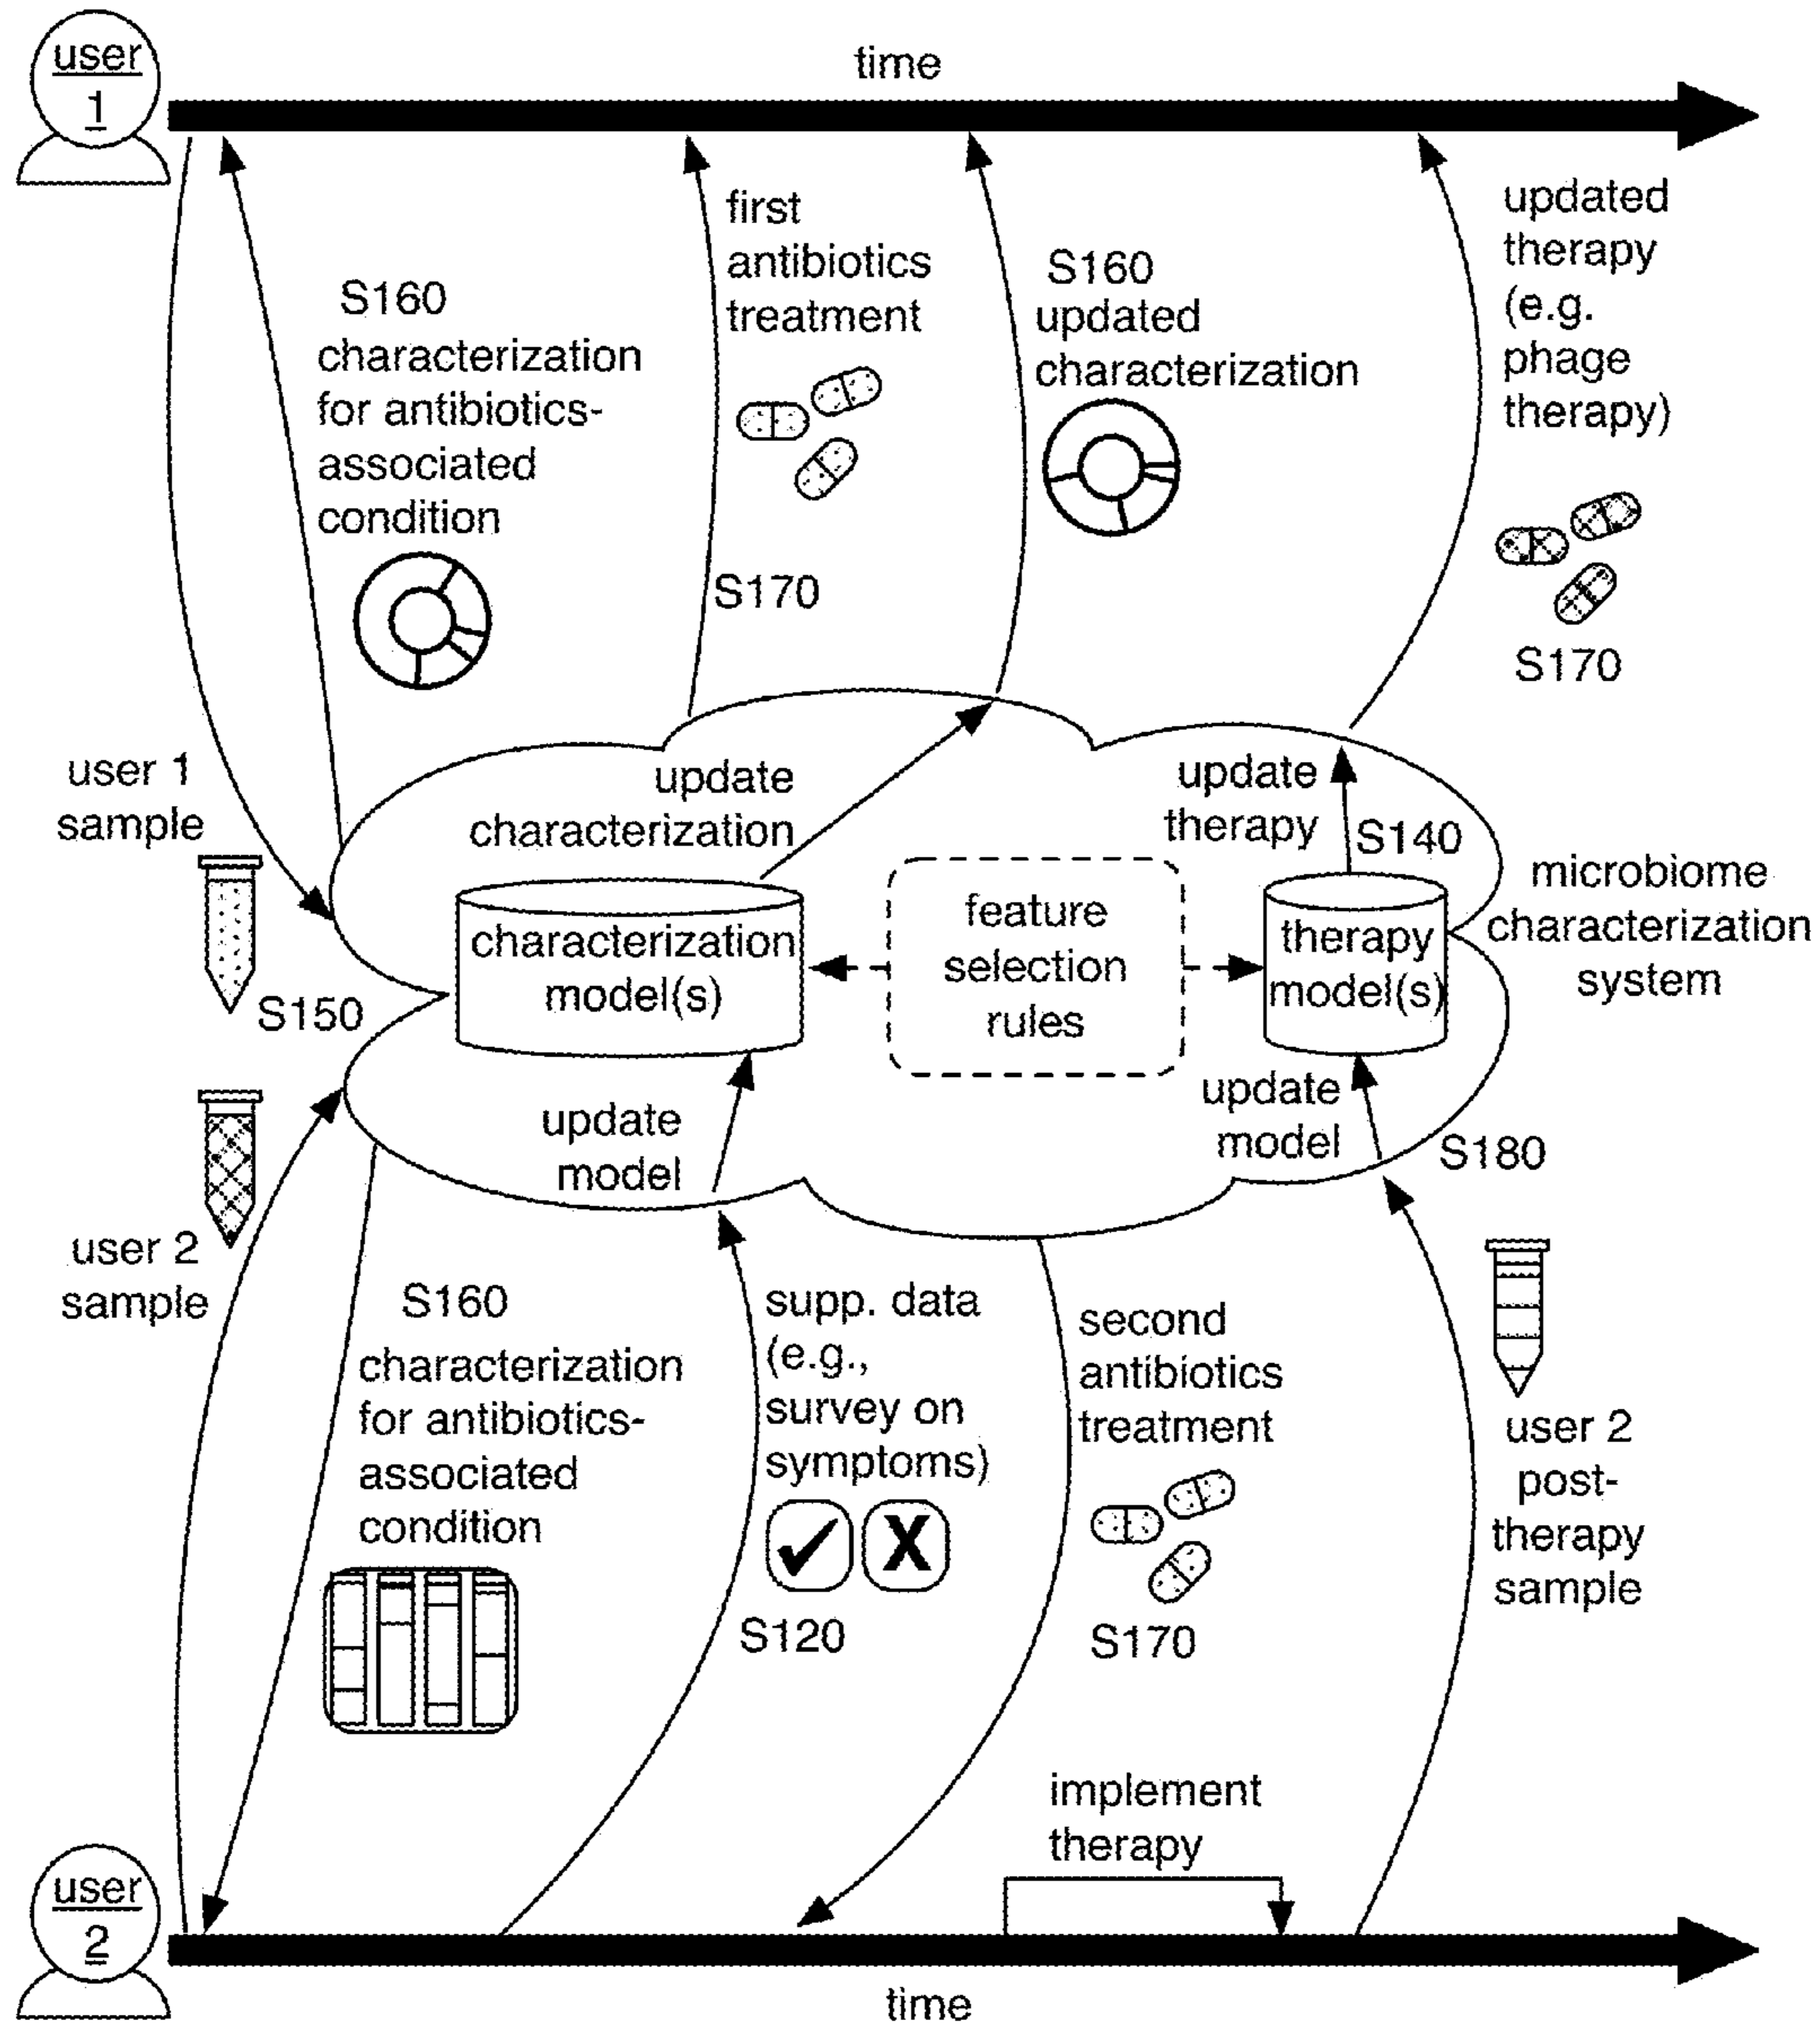 user
1
time
first
antibiotics
treatment
updated
therapy
(e.g.
phage
therapy)
S160
characterization
for antibiotics-
associated
condition
S160
updated
characterization
S170
S170
user 1
sample
update
characterization
update
therapy
S140
microbiome
characterization
system
characterization
model(s)
feature
selection
rules
therapy
model(s)
S150
update
model
update
model
S180
user 2
sample
S160
characterization
for antibiotics-
associated
condition
supp. data
(e.g.,
survey on
symptoms)
S120
second
antibiotics
treatment
S170
user 2
post-
therapy
sample
implement
therapy
user
2
time